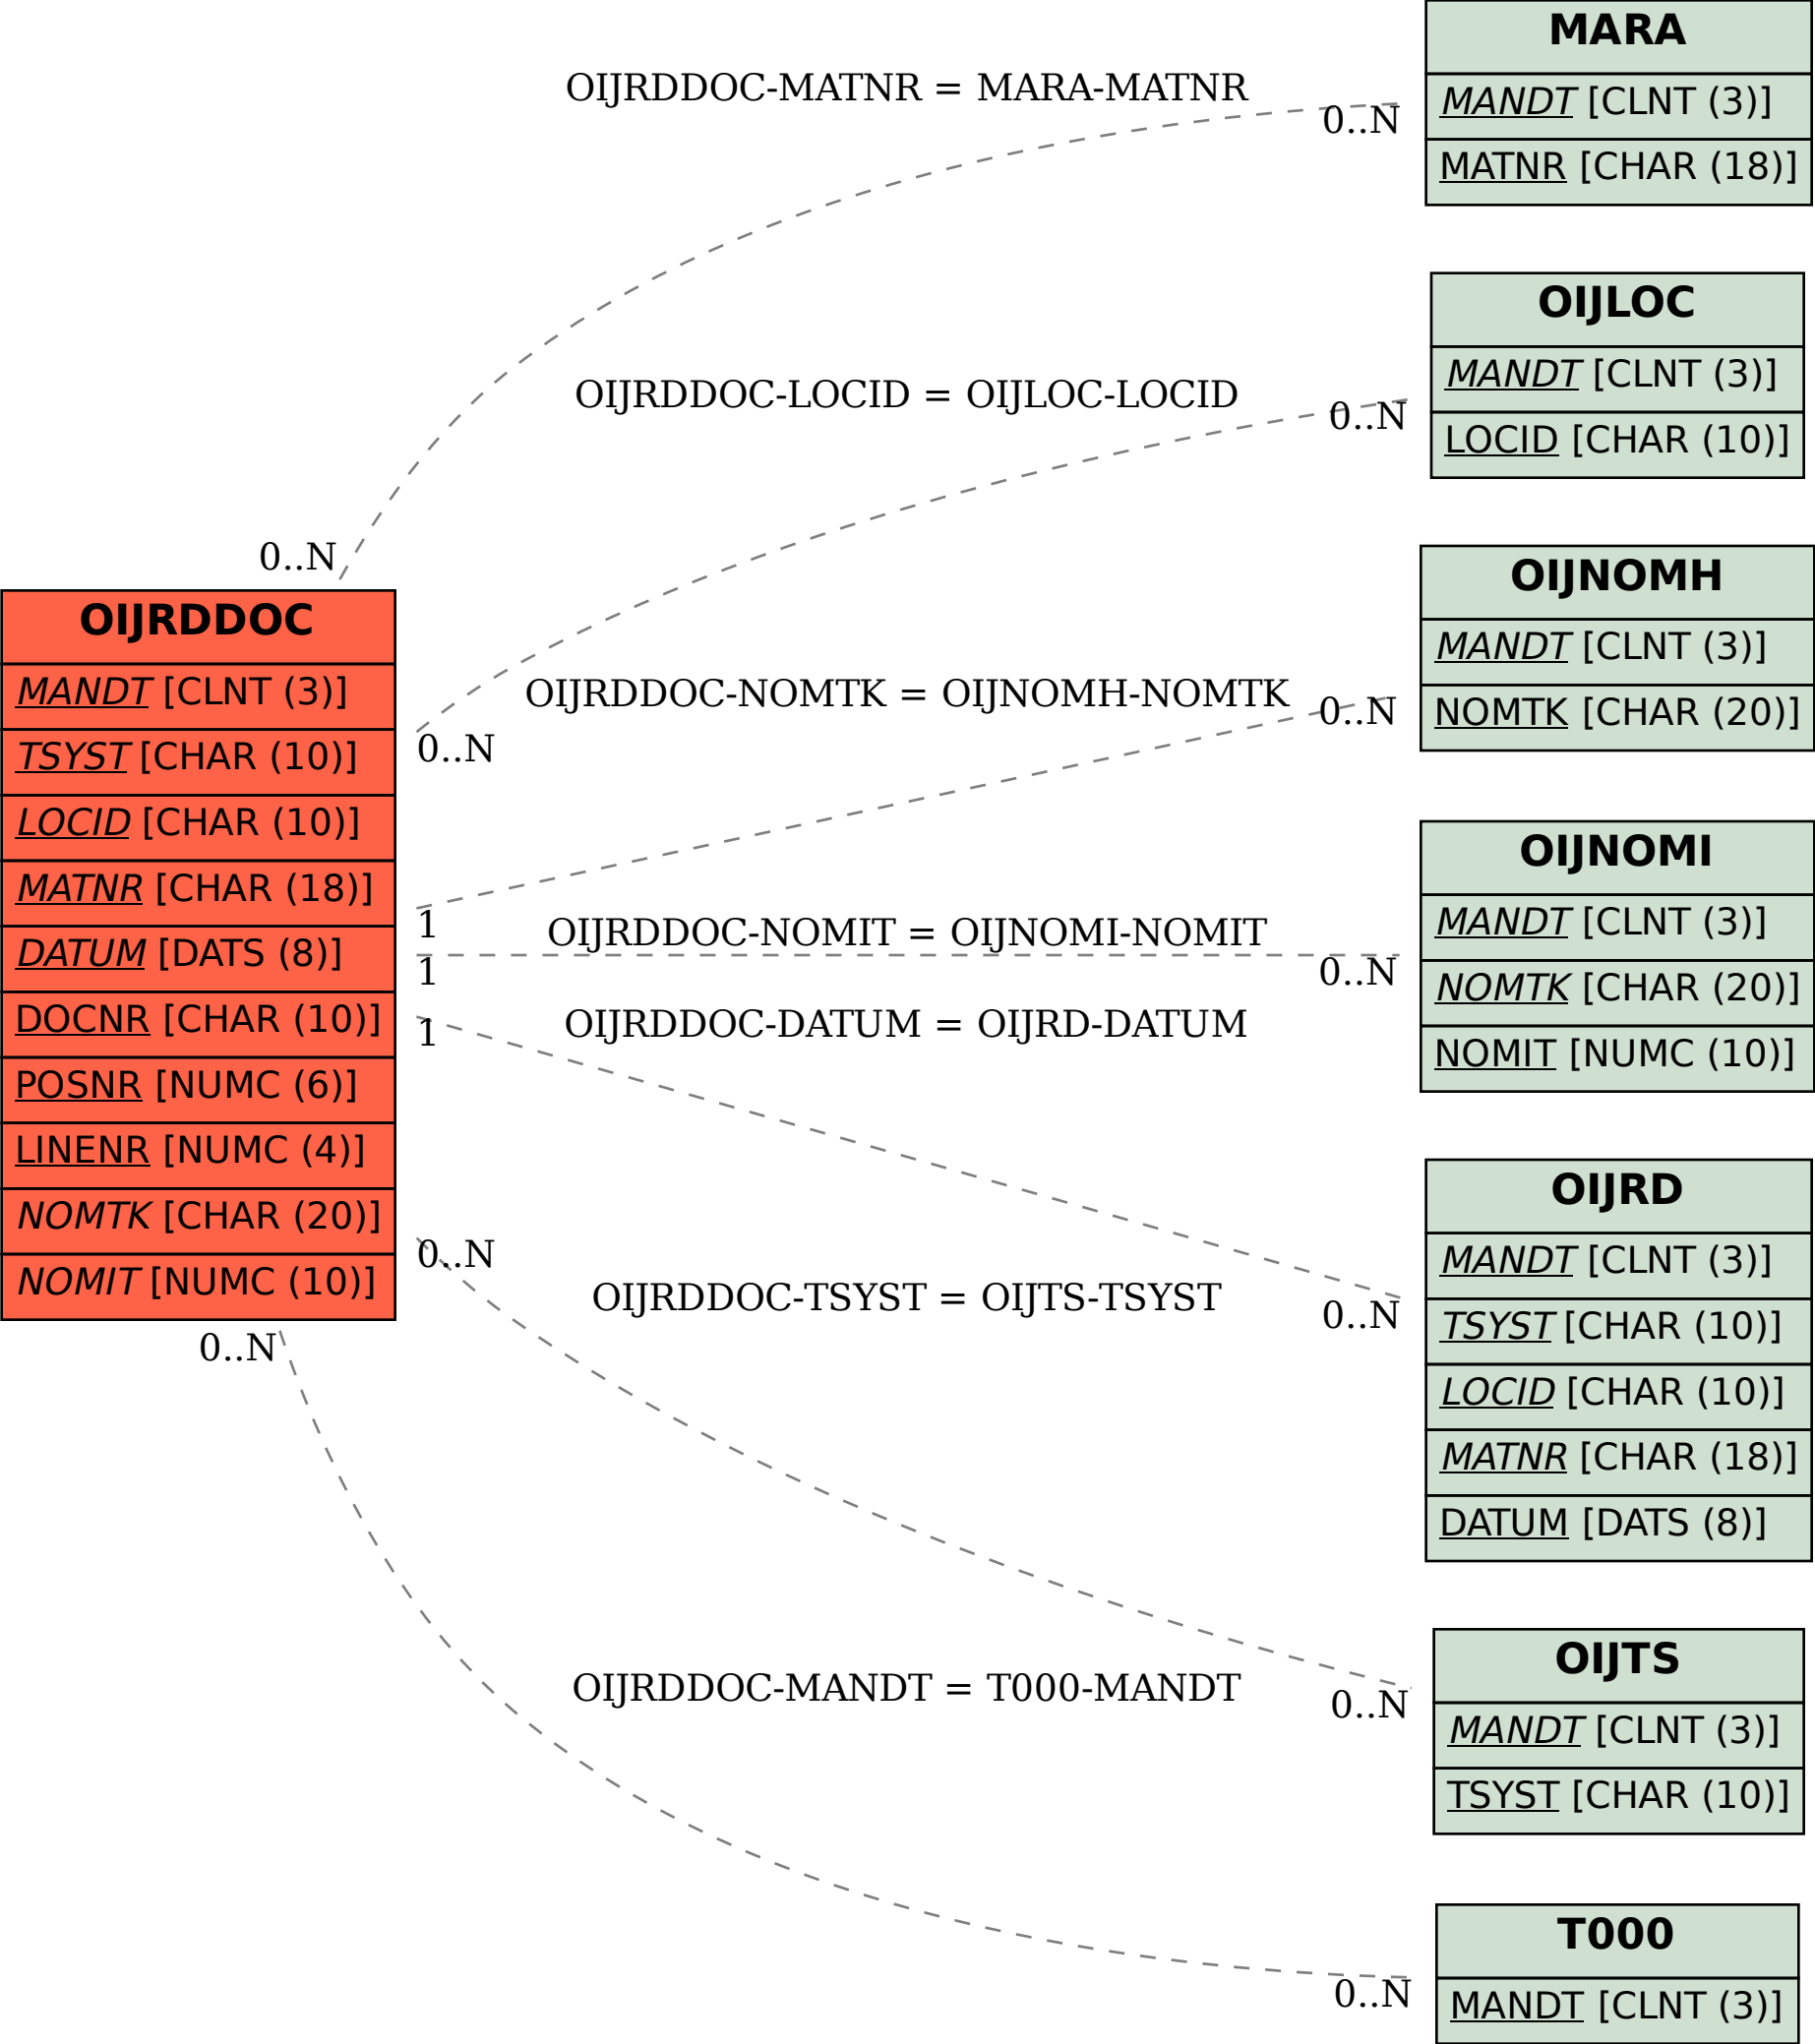 MARA
MANDT [CLNT (3)]
MATNR [CHAR (18)]
OIJRDDOC-MATNR = MARA-MATNR
0..N
0..N
OIJLOC
MANDT [CLNT (3)]
LOCID [CHAR (10)]
OIJRDDOC-LOCID = OIJLOC-LOCID
0..N
0..N
OIJNOMH
MANDT [CLNT (3)]
NOMTK [CHAR (20)]
OIJRDDOC-NOMTK = OIJNOMH-NOMTK
0..N
1
OIJRDDOC
MANDT [CLNT (3)]
TSYST [CHAR (10)]
LOCID [CHAR (10)]
MATNR [CHAR (18)]
DATUM [DATS (8)]
DOCNR [CHAR (10)]
POSNR [NUMC (6)]
LINENR [NUMC (4)]
NOMTK [CHAR (20)]
NOMIT [NUMC (10)]
OIJNOMI
MANDT [CLNT (3)]
NOMTK [CHAR (20)]
NOMIT [NUMC (10)]
OIJRDDOC-NOMIT = OIJNOMI-NOMIT
1
0..N
OIJRDDOC-DATUM = OIJRD-DATUM
1
0..N
OIJRD
MANDT [CLNT (3)]
TSYST [CHAR (10)]
LOCID [CHAR (10)]
MATNR [CHAR (18)]
DATUM [DATS (8)]
OIJRDDOC-TSYST = OIJTS-TSYST
0..N
0..N
OIJTS
MANDT [CLNT (3)]
TSYST [CHAR (10)]
OIJRDDOC-MANDT = T000-MANDT
0..N
0..N
T000
MANDT [CLNT (3)]